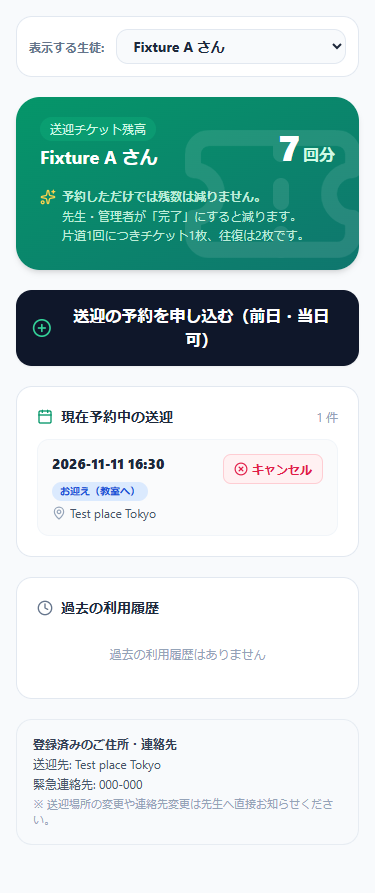 表示する生徒: Fixture A さん
送迎チケット残高
Fixture A さん
7 回分
予約しただけでは残数は減りません。
先生・管理者が「完了」にすると減ります。
片道1回につきチケット1枚、往復は2枚です。
送迎の予約を申し込む（前日・当日
可）
現在予約中の送迎
1 件
2026-11-11 16:30
キャンセル
お迎え（教室へ）
Test place Tokyo
過去の利用履歴
過去の利用履歴はありません
登録済みのご住所・連絡先
送迎先: Test place Tokyo
緊急連絡先: 000-000
※ 送迎場所の変更や連絡先変更は先生へ直接お知らせくださ
い。